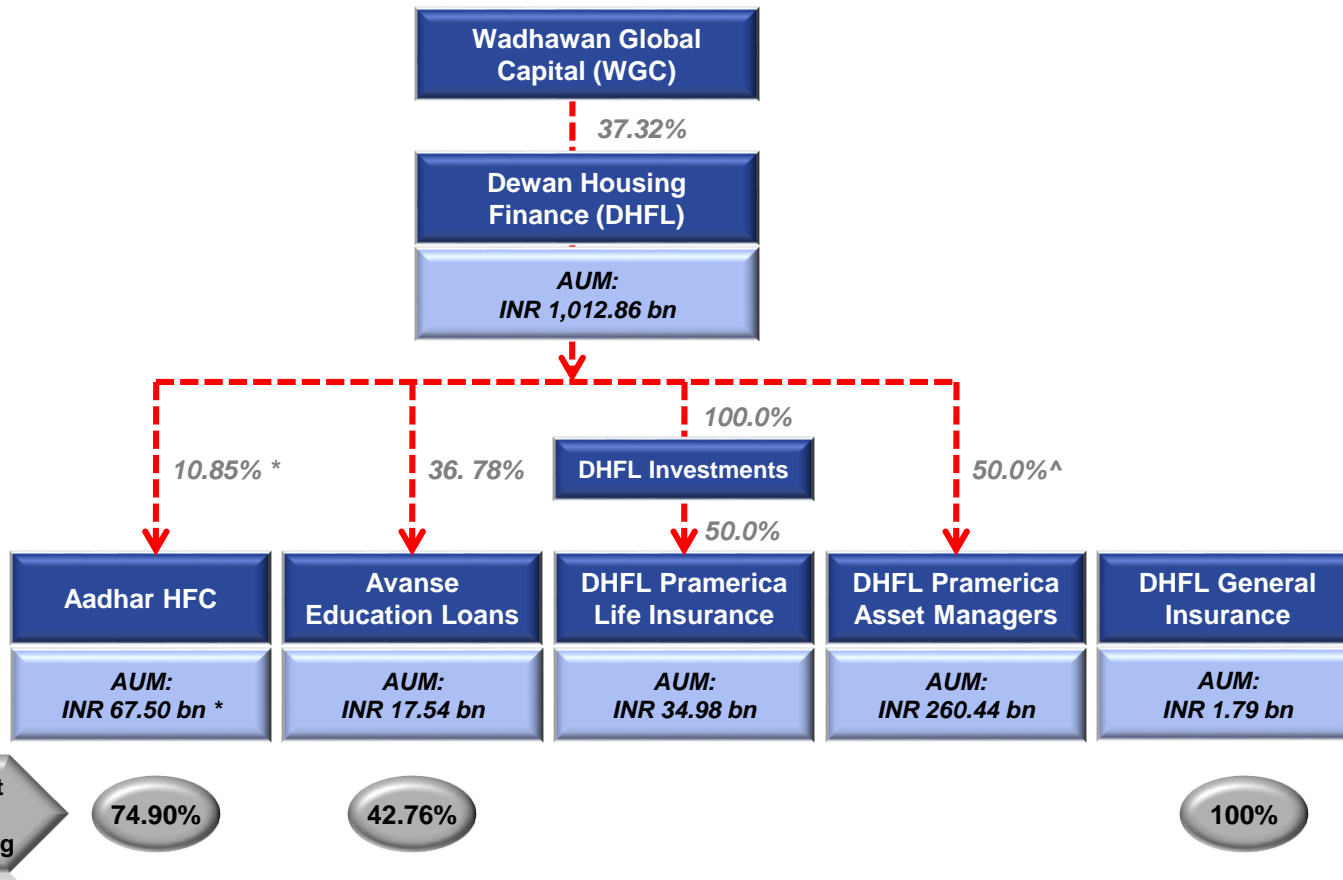 Wadhawan Global
Capital (WGC)
37.32%
Dewan Housing
Finance (DHFL)
AUM:
INR 1,012.86 bn
100.0%
10.85% *
36. 78%
DHFL Investments
50.0%^
50.0%
Aadhar HFC
Avanse
Education Loans
DHFL Pramerica
Life Insurance
DHFL Pramerica
Asset Managers
DHFL General
Insurance
AUM:
INR 67.50 bn *
AUM:
INR 17.54 bn
AUM:
INR 34.98 bn
AUM:
INR 260.44 bn
AUM:
INR 1.79 bn
74.90%
42.76%
100%